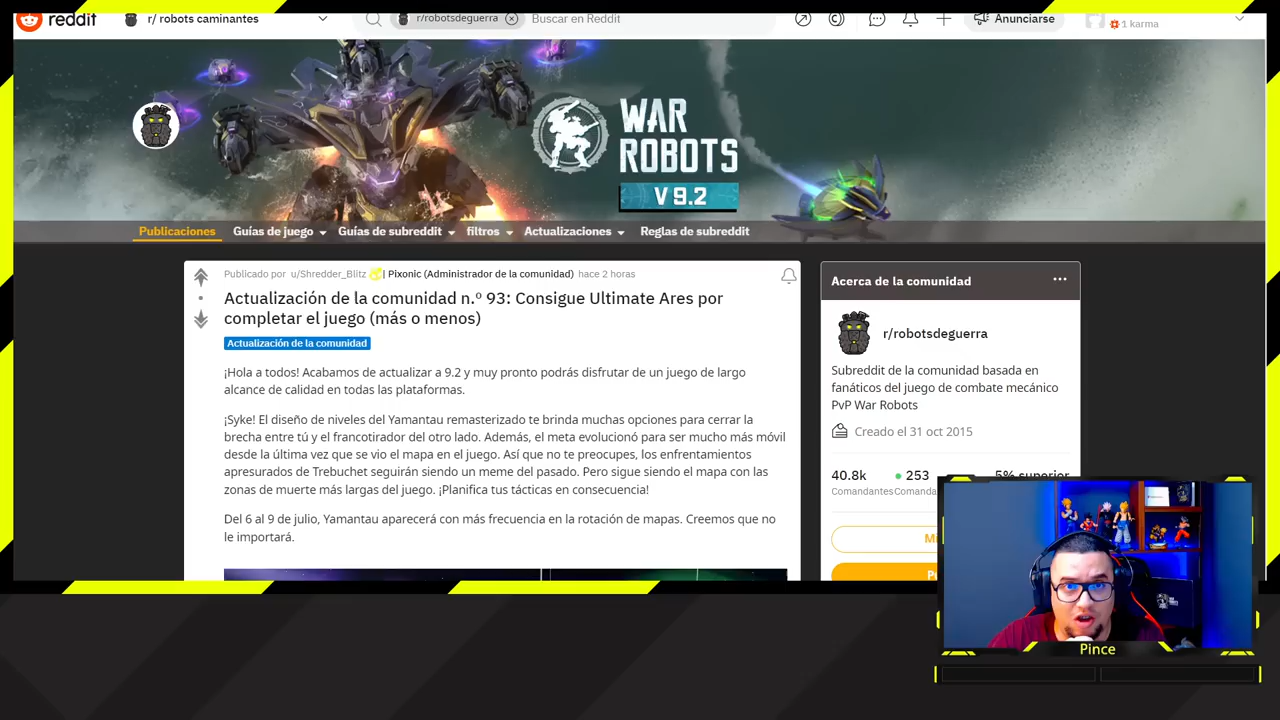 reddit
r/ robots caminantes
r/robotsdeguerra
Buscar en Reddit
Anunciarse
1 karma
WAR
ROBOTS
V 9.2
Publicaciones
Guías de juego
Guías de subreddit
filtros
Actualizaciones
Reglas de subreddit
Publicado por u/Shredder_Blitz | Pixonic (Administrador de la comunidad) hace 2 horas
Actualización de la comunidad n.º 93: Consigue Ultimate Ares por
completar el juego (más o menos)
Actualización de la comunidad
¡Hola a todos! Acabamos de actualizar a 9.2 y muy pronto podrás disfrutar de un juego de largo
alcance de calidad en todas las plataformas.
¡Syke! El diseño de niveles del Yamantau remasterizado te brinda muchas opciones para cerrar la
brecha entre tú y el francotirador del otro lado. Además, el meta evolucionó para ser mucho más móvil
desde la última vez que se vio el mapa en el juego. Así que no te preocupes, los enfrentamientos
apresurados de Trebuchet seguirán siendo un meme del pasado. Pero sigue siendo el mapa con las
zonas de muerte más largas del juego. ¡Planifica tus tácticas en consecuencia!
Del 6 al 9 de julio, Yamantau aparecerá con más frecuencia en la rotación de mapas. Creemos que no
le importará.
Acerca de la comunidad
r/robotsdeguerra
Subreddit de la comunidad basada en
fanáticos del juego de combate mecánico
PvP War Robots
Creado el 31 oct 2015
40.8k
253
5% superior
Comandantes
Comanda
Pince